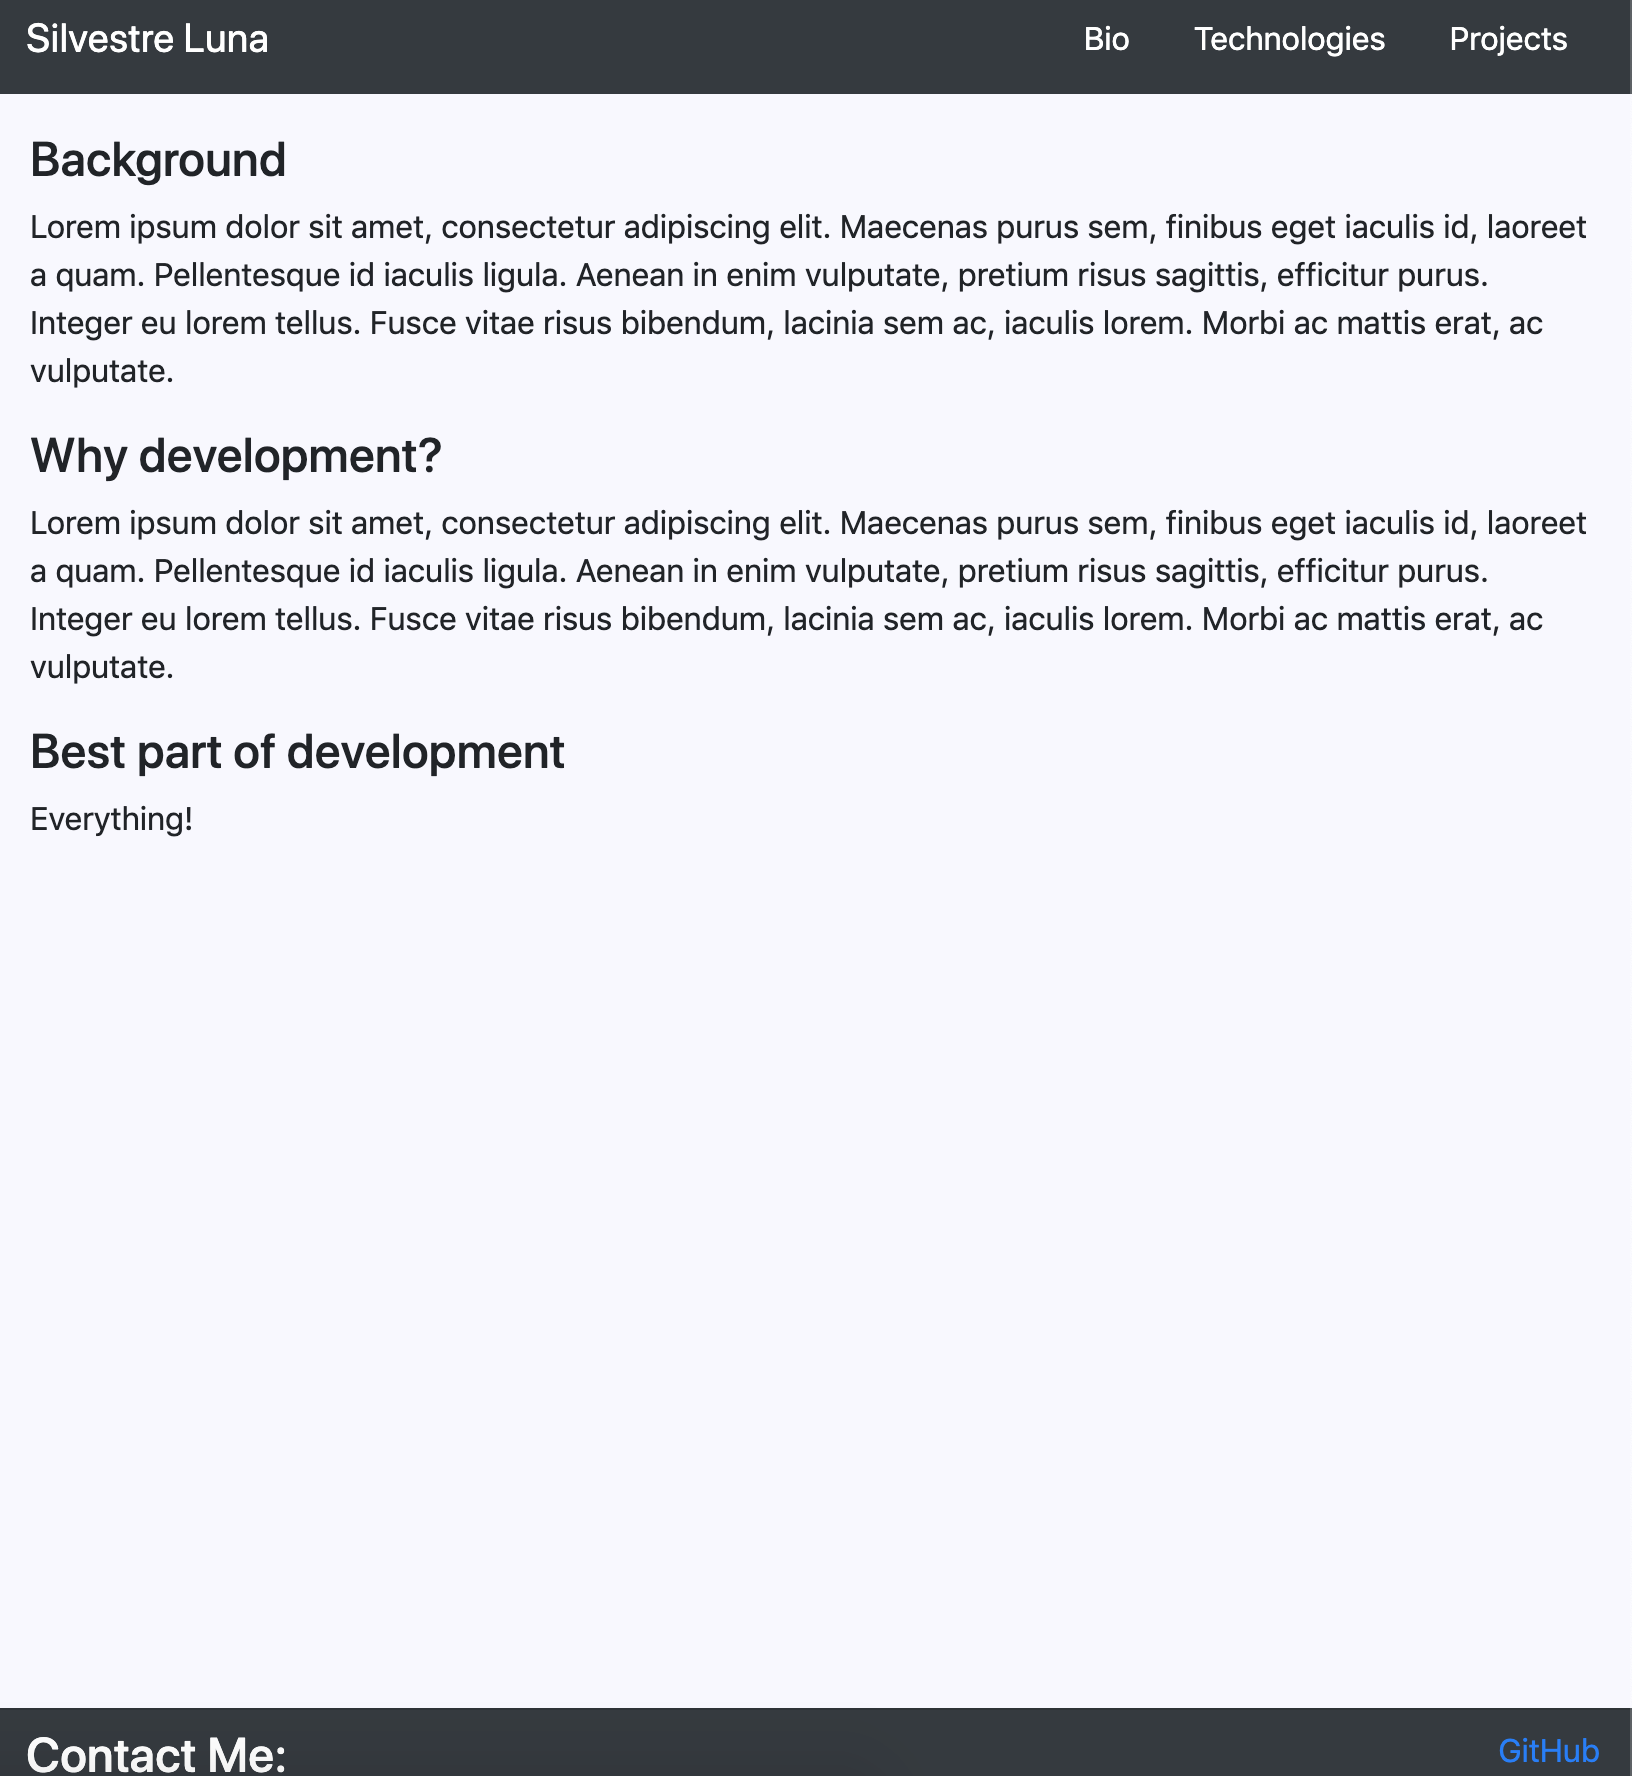 Silvestre Luna
Bio Technologies Projects
Background
Lorem ipsum dolor sit amet, consectetur adipiscing elit. Maecenas purus sem, finibus eget iaculis id, laoreet
a quam. Pellentesque id iaculis ligula. Aenean in enim vulputate, pretium risus sagittis, efficitur purus.
Integer eu lorem tellus. Fusce vitae risus bibendum, lacinia sem ac, iaculis lorem. Morbi ac mattis erat, ac
vulputate.
Why development?
Lorem ipsum dolor sit amet, consectetur adipiscing elit. Maecenas purus sem, finibus eget iaculis id, laoreet
a quam. Pellentesque id iaculis ligula. Aenean in enim vulputate, pretium risus sagittis, efficitur purus.
Integer eu lorem tellus. Fusce vitae risus bibendum, lacinia sem ac, iaculis lorem. Morbi ac mattis erat, ac
vulputate.
Best part of development
Everything!
Contact Me:
GitHub